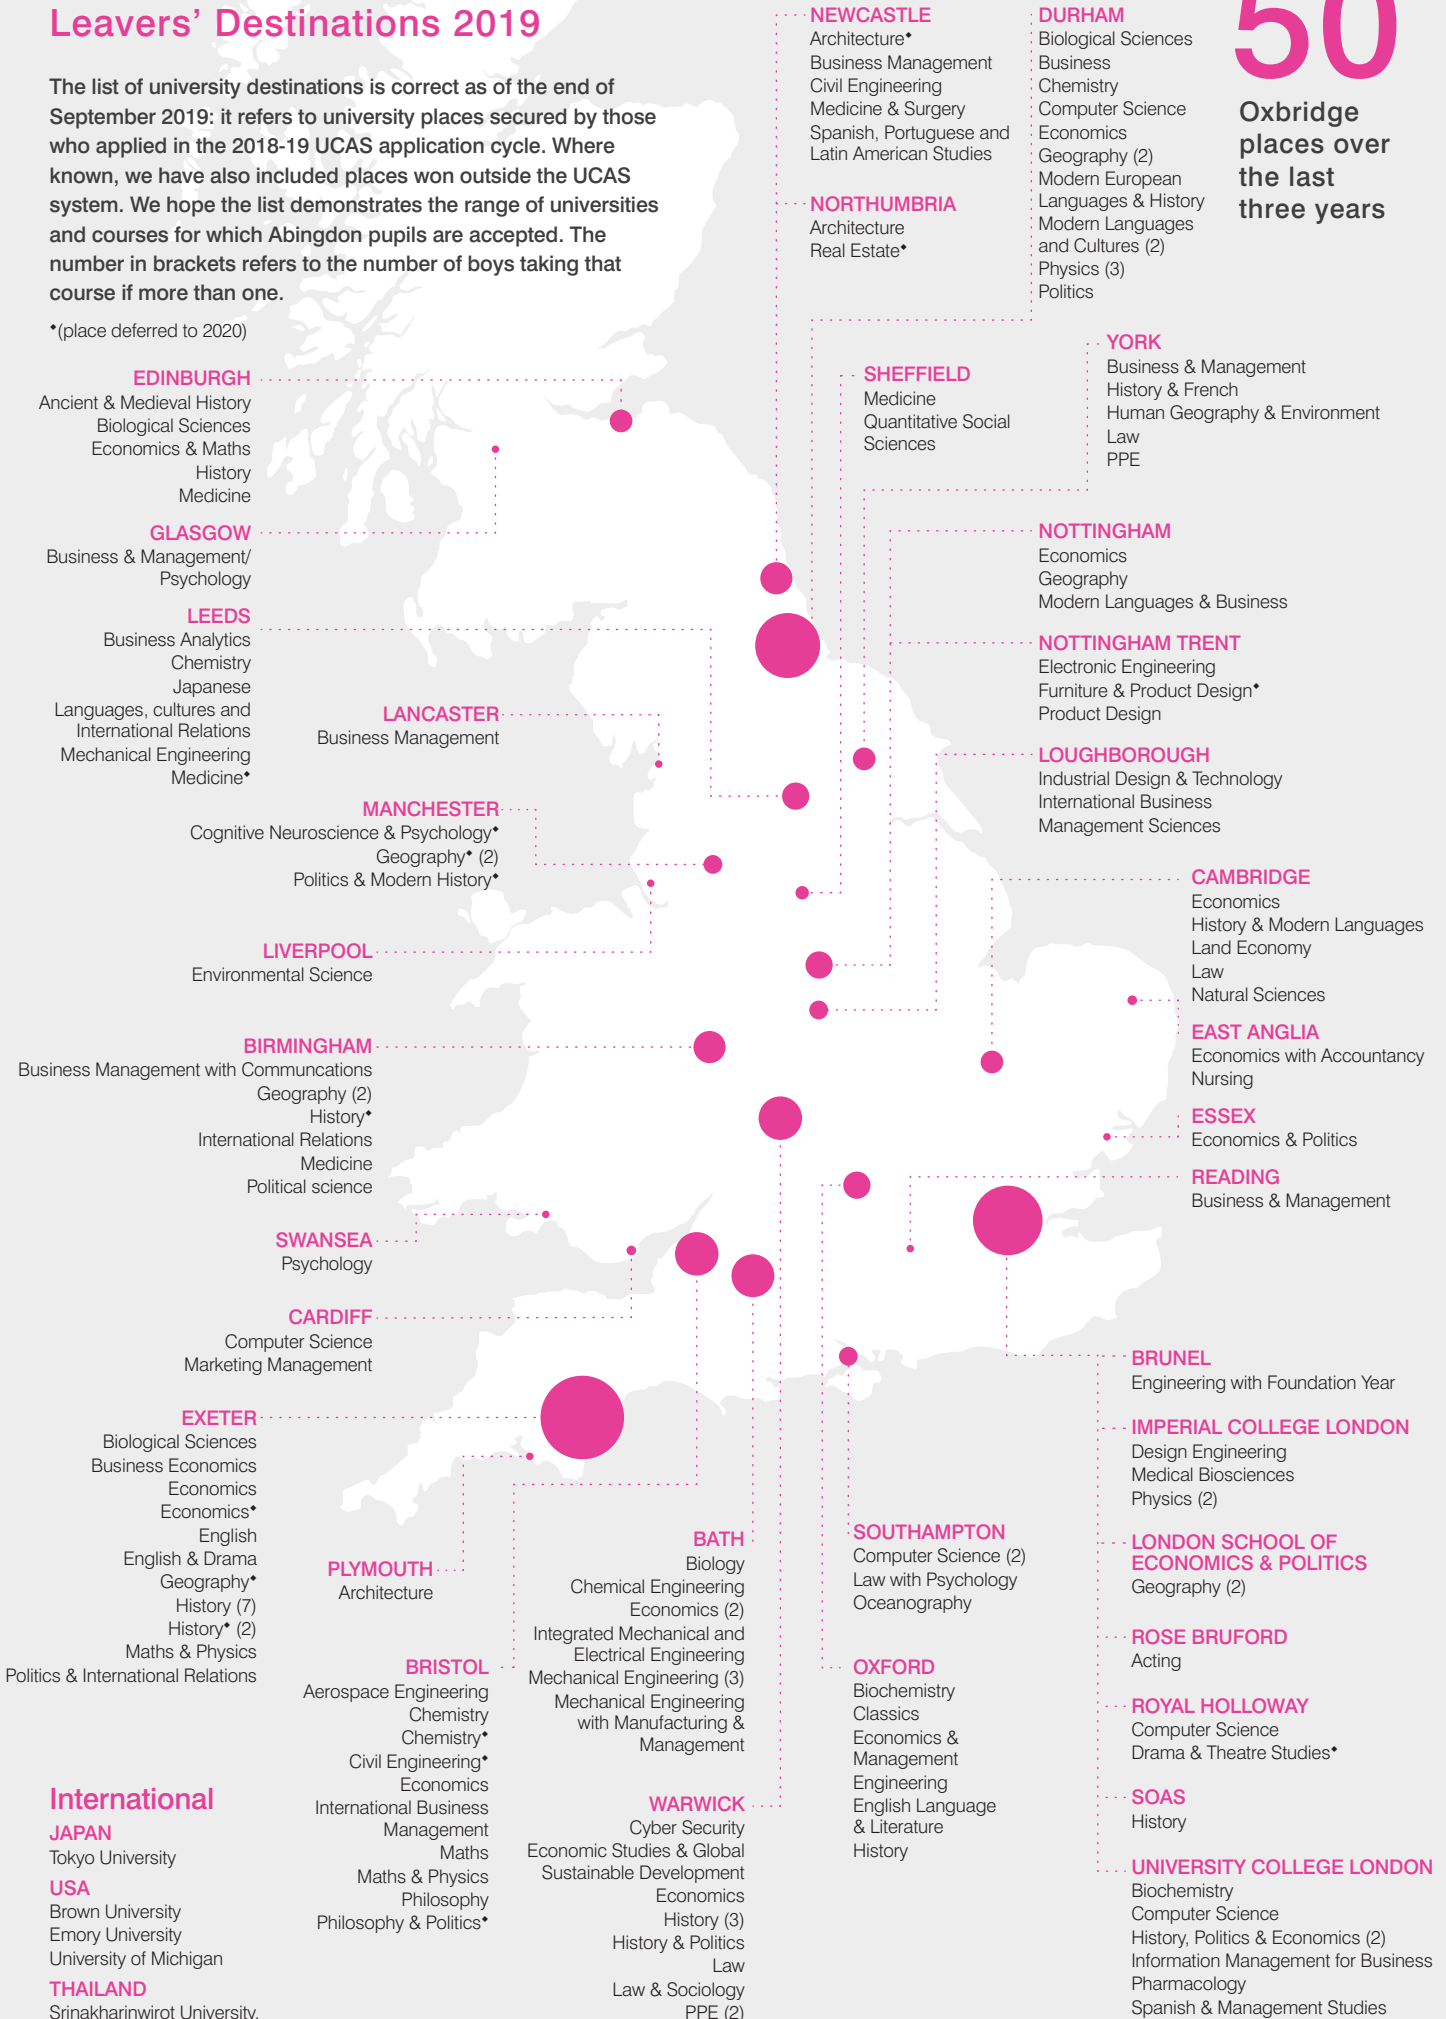 Leavers’ Destinations 2019
The list of university destinations is correct as of the end of
September 2019: it refers to university places secured by those
who applied in the 2018-19 UCAS application cycle. Where
known, we have also included places won outside the UCAS
system. We hope the list demonstrates the range of universities
and courses for which Abingdon pupils are accepted. The
number in brackets refers to the number of boys taking that
course if more than one.
◆(place deferred to 2020)
50
Oxbridge
places over
the last
three years
NEWCASTLE
Architecture◆
Business Management
Civil Engineering
Medicine & Surgery
Spanish, Portuguese and
Latin American Studies
NORTHUMBRIA
Architecture
Real Estate◆
DURHAM
Biological Sciences
Business
Chemistry
Computer Science
Economics
Geography (2)
Modern European
Languages & History
Modern Languages
and Cultures (2)
Physics (3)
Politics
YORK
Business & Management
History & French
Human Geography & Environment
Law
PPE
SHEFFIELD
Medicine
Quantitative Social
Sciences
EDINBURGH
Ancient & Medieval History
Biological Sciences
Economics & Maths
History
Medicine
GLASGOW
Business & Management/
Psychology
LEEDS
Business Analytics
Chemistry
Japanese
Languages, cultures and
International Relations
Mechanical Engineering
Medicine◆
LANCASTER
Business Management
MANCHESTER
Cognitive Neuroscience & Psychology◆
Geography◆ (2)
Politics & Modern History◆
LIVERPOOL
Environmental Science
NOTTINGHAM
Economics
Geography
Modern Languages & Business
NOTTINGHAM TRENT
Electronic Engineering
Furniture & Product Design◆
Product Design
LOUGHBOROUGH
Industrial Design & Technology
International Business
Management Sciences
CAMBRIDGE
Economics
History & Modern Languages
Land Economy
Law
Natural Sciences
EAST ANGLIA
Economics with Accountancy
Nursing
ESSEX
Economics & Politics
READING
Business & Management
BIRMINGHAM
Business Management with Communcations
Geography (2)
History◆
International Relations
Medicine
Political science
SWANSEA
Psychology
CARDIFF
Computer Science
Marketing Management
EXETER
Biological Sciences
Business Economics
Economics
Economics◆
English
English & Drama
Geography◆
History (7)
History◆ (2)
Maths & Physics
Politics & International Relations
PLYMOUTH
Architecture
BRISTOL
Aerospace Engineering
Chemistry
Chemistry◆
Civil Engineering◆
Economics
International Business
Management
Maths
Maths & Physics
Philosophy
Philosophy & Politics◆
BATH
Biology
Chemical Engineering
Economics (2)
Integrated Mechanical and
Electrical Engineering
Mechanical Engineering (3)
Mechanical Engineering
with Manufacturing &
Management
WARWICK
Cyber Security
Economic Studies & Global
Sustainable Development
Economics
History (3)
History & Politics
Law
Law & Sociology
PPE (2)
SOUTHAMPTON
Computer Science (2)
Law with Psychology
Oceanography
OXFORD
Biochemistry
Classics
Economics &
Management
Engineering
English Language
& Literature
History
BRUNEL
Engineering with Foundation Year
IMPERIAL COLLEGE LONDON
Design Engineering
Medical Biosciences
Physics (2)
LONDON SCHOOL OF
ECONOMICS & POLITICS
Geography (2)
ROSE BRUFORD
Acting
ROYAL HOLLOWAY
Computer Science
Drama & Theatre Studies◆
SOAS
History
UNIVERSITY COLLEGE LONDON
Biochemistry
Computer Science
History, Politics & Economics (2)
Information Management for Business
Pharmacology
Spanish & Management Studies
International
JAPAN
Tokyo University
USA
Brown University
Emory University
University of Michigan
THAILAND
Srinakharinwirot University,